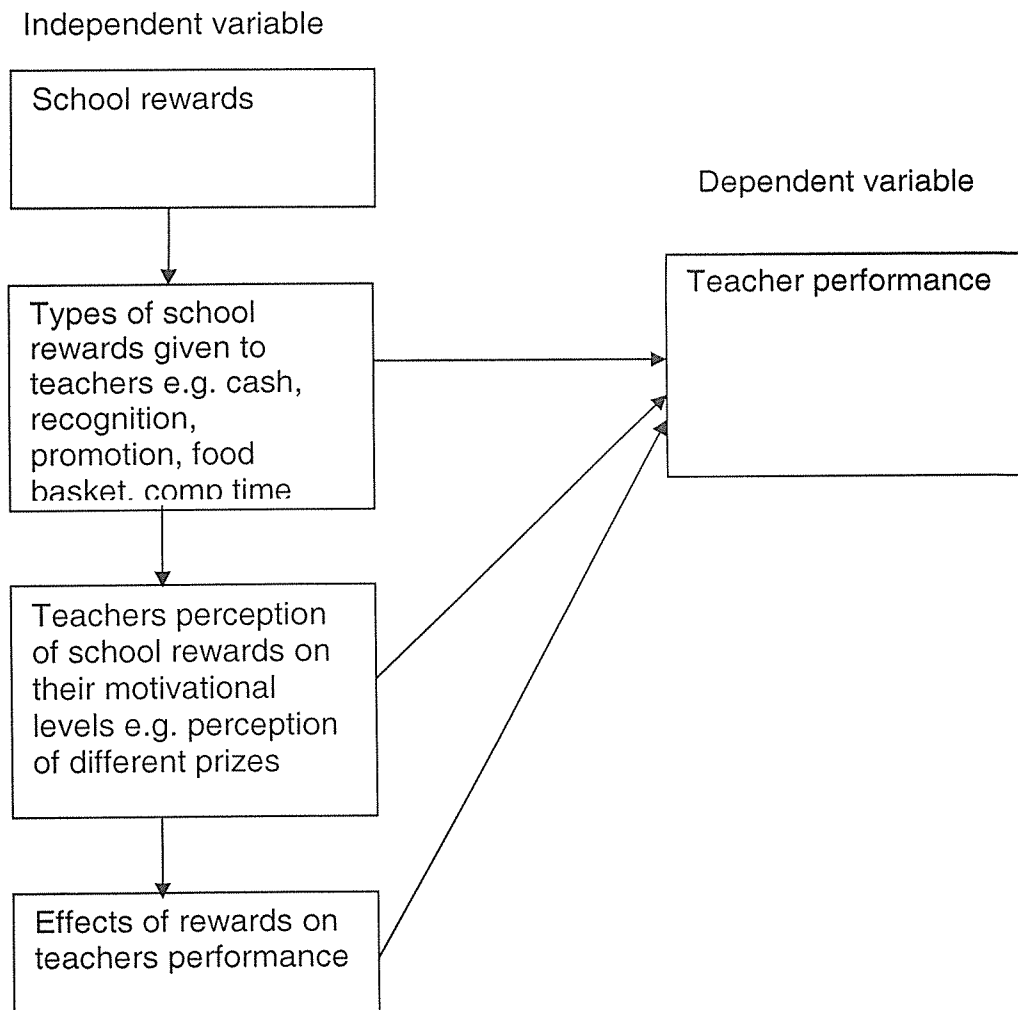 Independent variable
School rewards
Dependent variable
Teacher performance
Types of school
rewards given to
teachers e.g. cash,
recognition,
promotion, food
basket, comp time
Teachers perception
of school rewards on
their motivational
levels e.g. perception
of different prizes
Effects of rewards on
teachers performance